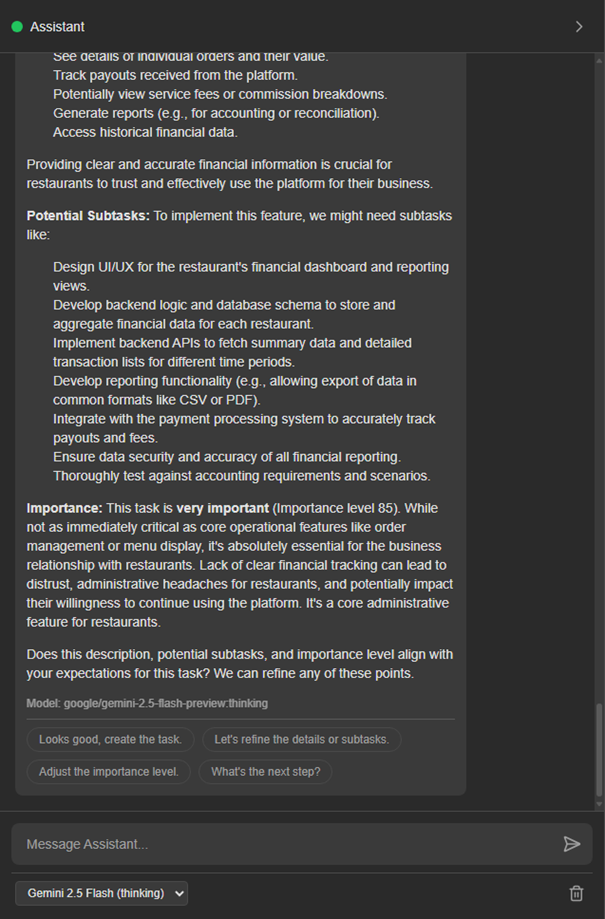 Assistant
See details of individual orders and their value.
Track payouts received from the platform.
Potentially view service fees or commission breakdowns.
Generate reports (e.g., for accounting or reconciliation).
Access historical financial data.
Providing clear and accurate financial information is crucial for
restaurants to trust and effectively use the platform for their business.
Potential Subtasks: To implement this feature, we might need subtasks
like:
Design UI/UX for the restaurant's financial dashboard and reporting
views.
Develop backend logic and database schema to store and
aggregate financial data for each restaurant.
Implement backend APIs to fetch summary data and detailed
transaction lists for different time periods.
Develop reporting functionality (e.g., allowing export of data in
common formats like CSV or PDF).
Integrate with the payment processing system to accurately track
payouts and fees.
Ensure data security and accuracy of all financial reporting.
Thoroughly test against accounting requirements and scenarios.
Importance: This task is very important (Importance level 85). While
not as immediately critical as core operational features like order
management or menu display, it's absolutely essential for the business
relationship with restaurants. Lack of clear financial tracking can lead to
distrust, administrative headaches for restaurants, and potentially impact
their willingness to continue using the platform. It's a core administrative
feature for restaurants.
Does this description, potential subtasks, and importance level align with
your expectations for this task? We can refine any of these points.
Model: google/gemini-2.5-flash-preview:thinking
Looks good, create the task.
Let's refine the details or subtasks.
Adjust the importance level.
What's the next step?
Message Assistant...
Gemini 2.5 Flash (thinking)